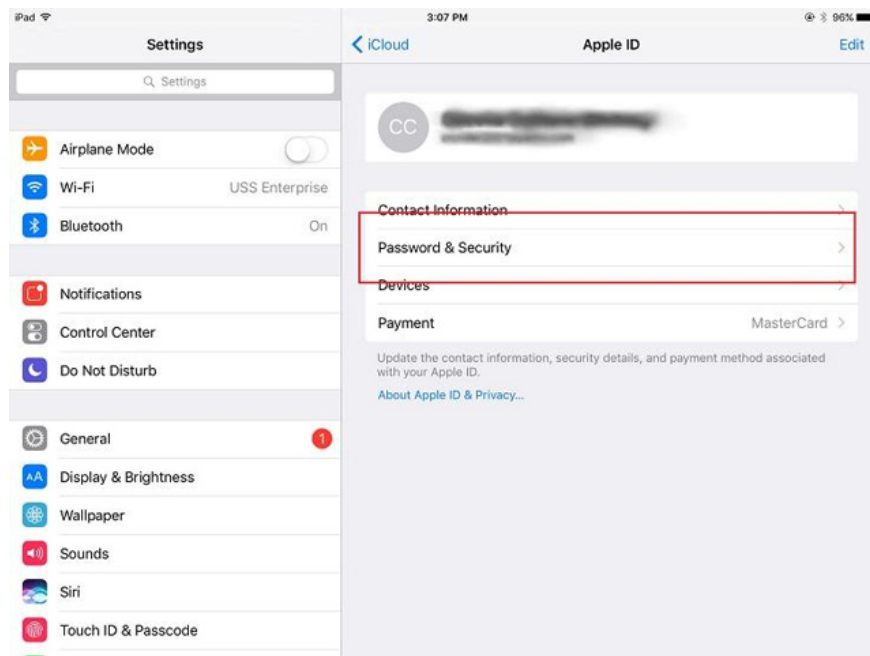 iPad
3:07 PM
96%
Settings
Settings
Airplane Mode
Wi-Fi
USS Enterprise
Bluetooth
On
Notifications
Control Center
Do Not Disturb
General
1
Display & Brightness
Wallpaper
Sounds
Siri
Touch ID & Passcode
iCloud
Apple ID
Edit
CC
Contact Information
Password & Security
Devices
Payment
MasterCard
Update the contact information, security details, and payment method associated
with your Apple ID.
About Apple ID & Privacy...